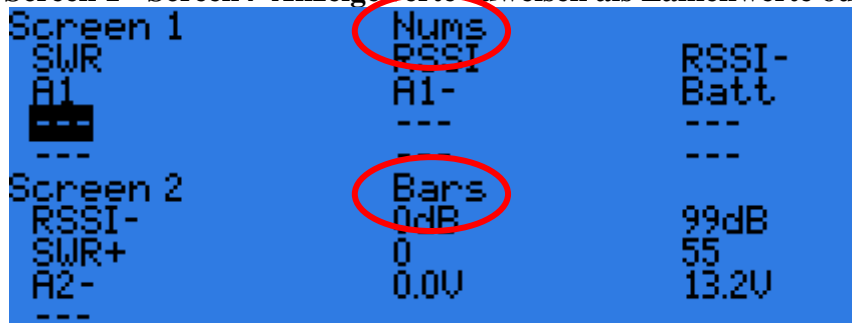 Screen 1 Nums
SWR RSSI RSSI-
A1 A1- Batt
--- --- ---
--- --- ---
Screen 2 Bars
RSSI- 0dB 99dB
SWR+ 0 55
A2- 0.0V 13.2V
---